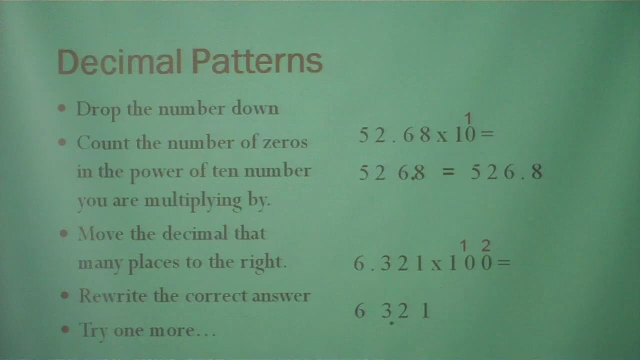 Decimal Patterns
• Drop the number down
• Count the number of zeros
in the power of ten number
you are multiplying by.
• Move the decimal that
many places to the right.
• Rewrite the correct answer
• Try one more...
1
52.68 x 10 =
52 6.8 = 526.8
1 2
6.321 x 100 =
6 3.2 1